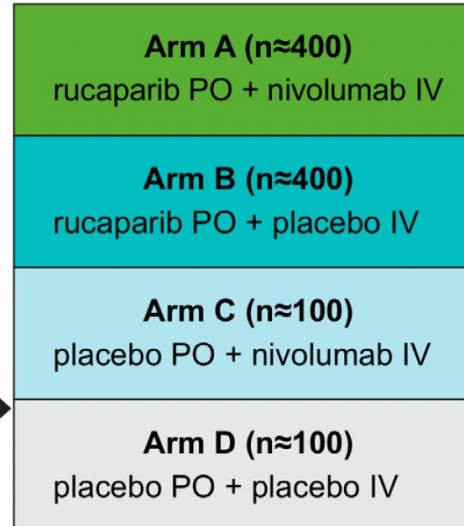 Arm A (n≈400)
rucaparib PO + nivolumab IV
Arm B (n≈400)
rucaparib PO + placebo IV
Arm C (n≈100)
placebo PO + nivolumab IV
Arm D (n≈100)
placebo PO + placebo IV